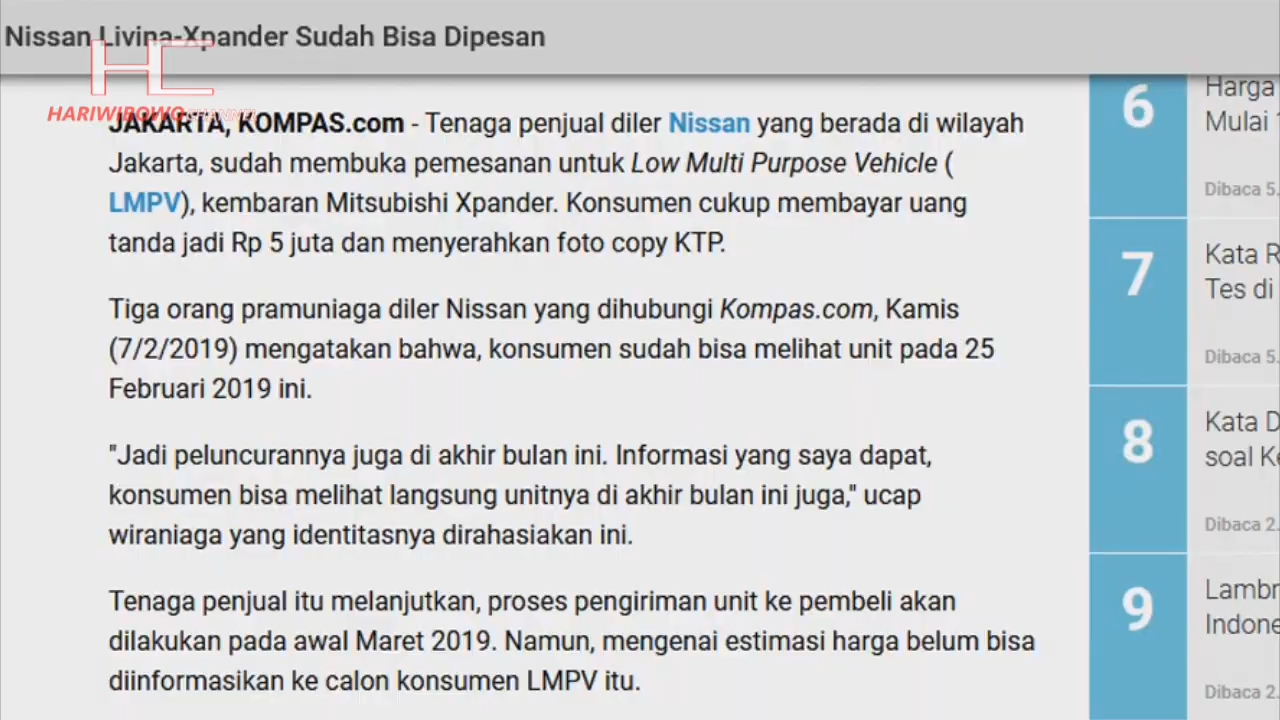 Nissan Livina-Xpander Sudah Bisa Dipesan
HC
HARIWIBOWO CHANNEL
JAKARTA, KOMPAS.com - Tenaga penjual diler Nissan yang berada di wilayah
Jakarta, sudah membuka pemesanan untuk Low Multi Purpose Vehicle (
LMPV), kembaran Mitsubishi Xpander. Konsumen cukup membayar uang
tanda jadi Rp 5 juta dan menyerahkan foto copy KTP.
Tiga orang pramuniaga diler Nissan yang dihubungi Kompas.com, Kamis
(7/2/2019) mengatakan bahwa, konsumen sudah bisa melihat unit pada 25
Februari 2019 ini.
"Jadi peluncurannya juga di akhir bulan ini. Informasi yang saya dapat,
konsumen bisa melihat langsung unitnya di akhir bulan ini juga," ucap
wiraniaga yang identitasnya dirahasiakan ini.
Tenaga penjual itu melanjutkan, proses pengiriman unit ke pembeli akan
dilakukan pada awal Maret 2019. Namun, mengenai estimasi harga belum bisa
diinformasikan ke calon konsumen LMPV itu.
6
Harga
Mulai
Dibaca 5.
7
Kata R
Tes di
Dibaca 5.
8
Kata D
soal Ke
Dibaca 2.
9
Lambr
Indone
Dibaca 2.